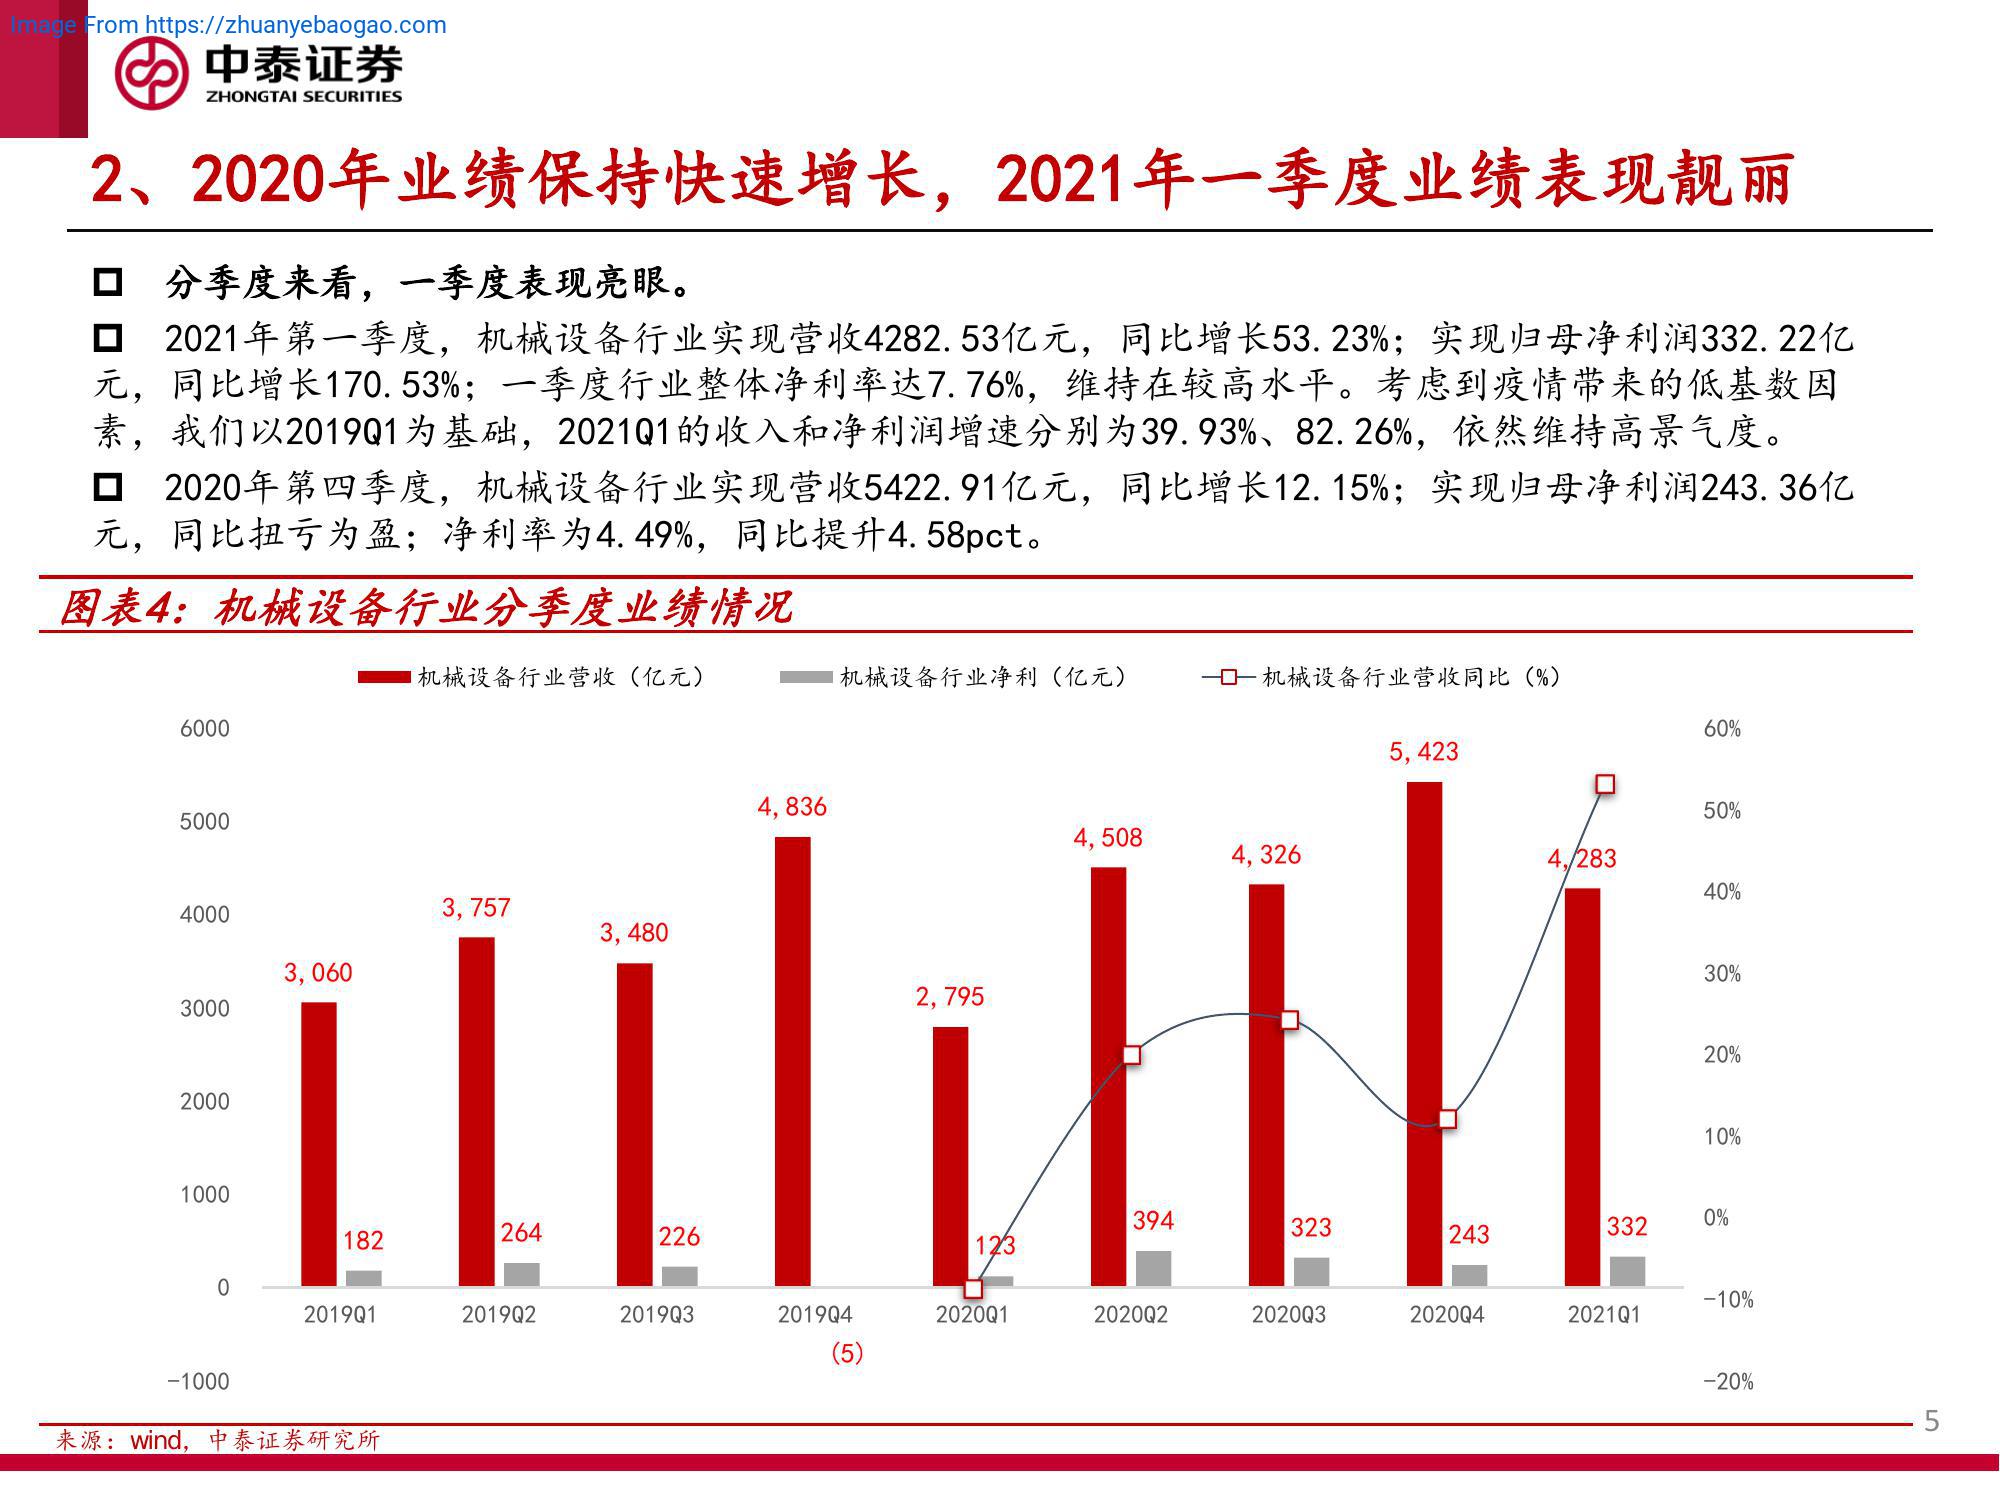 Image From https://zhuanyebaogao.com
中泰证券
ZHONGTAI SECURITIES
2、2020年业绩保持快速增长，2021年一季度业绩表现靓丽
分季度来看，一季度表现亮眼。
2021年第一季度，机械设备行业实现营收4282.53亿元，同比增长53.23%；实现归母净利润332.22亿
元，同比增长170.53%；一季度行业整体净利率达7.76%，维持在较高水平。考虑到疫情带来的低基数因
素，我们以2019Q1为基础，2021Q1的收入和净利润增速分别为39.93%、82.26%，依然维持高景气度。
2020年第四季度，机械设备行业实现营收5422.91亿元，同比增长12.15%；实现归母净利润243.36亿
元，同比扭亏为盈；净利率为4.49%，同比提升4.58pct。
图表4：机械设备行业分季度业绩情况
机械设备行业营收（亿元） 机械设备行业净利（亿元） 机械设备行业营收同比（%）
6000 60%
5,423
5000 50%
4,836
4,508
4,326
4,283
4000 40%
3,757
3,480
3,060
3000 30%
2,795
2000 20%
1000 10%
0%
182 264 226 123 394 323 243 332
0 -10%
2019Q1 2019Q2 2019Q3 2019Q4 2020Q1 2020Q2 2020Q3 2020Q4 2021Q1
(5)
-1000 -20%
来源：wind，中泰证券研究所
5